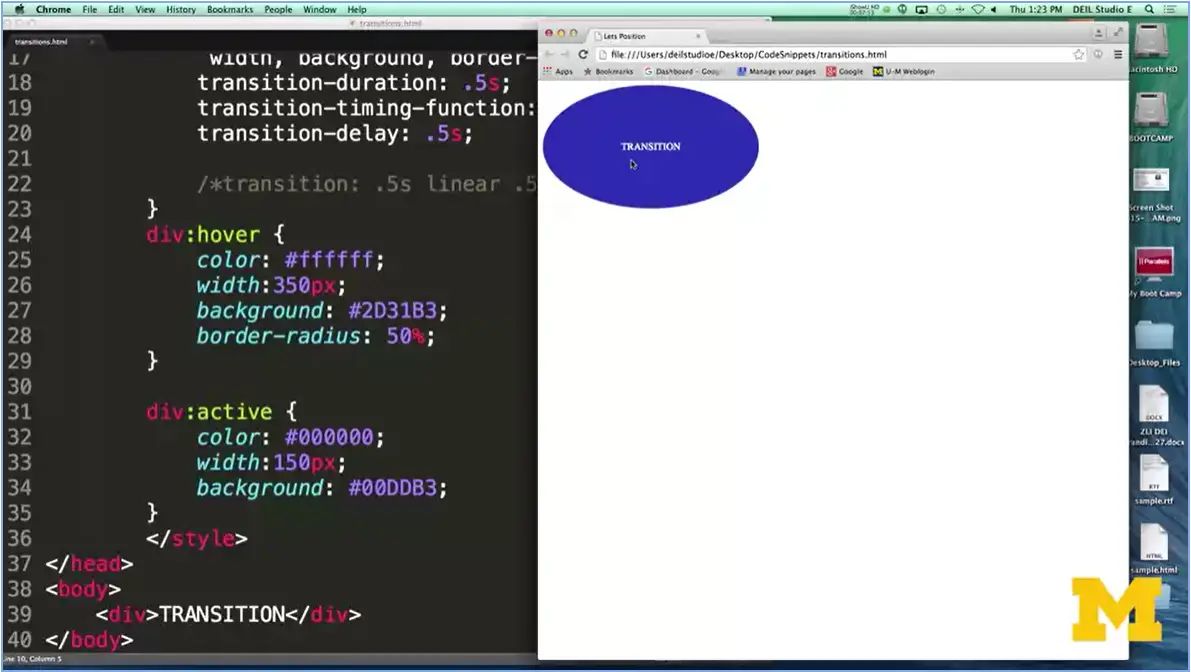 Chrome File Edit View History Bookmarks People Window Help
Thu 1:23 PM DEIL Studio E
transitions.html
transitions.html
17 width, background, border-
18 transition-duration: .5s;
19 transition-timing-function:
20 transition-delay: .5s;
21
22 /*transition: .5s linear .5
23 }
24 div:hover {
25 color: #ffffff;
26 width:350px;
27 background: #2D31B3;
28 border-radius: 50%;
29 }
30
31 div:active {
32 color: #000000;
33 width:150px;
34 background: #00DDB3;
35 }
36 </style>
37 </head>
38 <body>
39 <div>TRANSITION</div>
40 </body>
Line 10, Column 5
Lets Position
file:///Users/deilstudioe/Desktop/CodeSnippets/transitions.html
Apps Bookmarks Dashboard - Goog Manage your pages Google U-M Weblogin
TRANSITION
acintosh HD
BOOTCAMP
Screen Shot
15-...AM.png
Parallels
My Boot Camp
Desktop_Files
DOCX
ZLI DEI
andi...27.docx
RTF
sample.rtf
HTML
sample.html
M